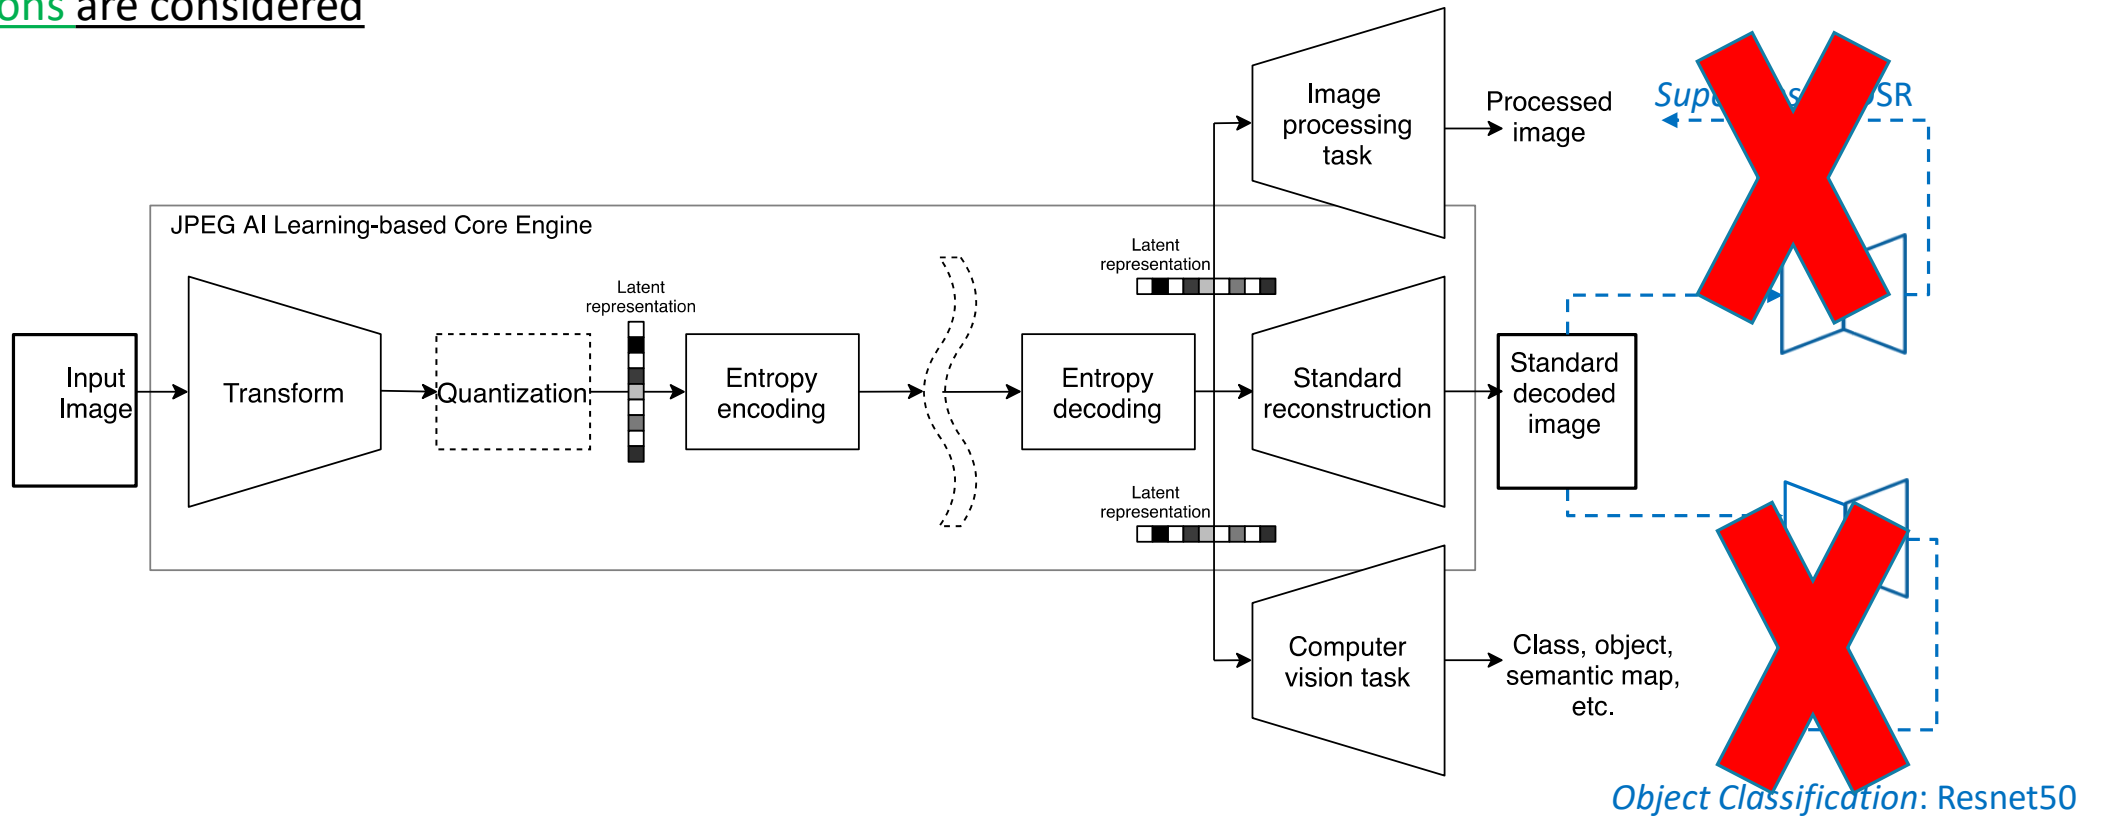 ons are considered
Image
processing
task
Processed
image
SR
JPEG AI Learning-based Core Engine
Latent
representation
Latent
representation
Input
Image
Transform
Quantization
Entropy
encoding
Entropy
decoding
Standard
reconstruction
Standard
decoded
image
Latent
representation
Computer
vision task
Class, object,
semantic map,
etc.
Object Classification: Resnet50